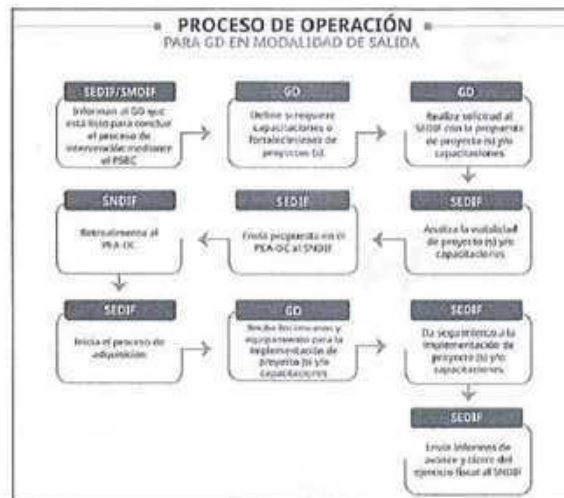 PROCESO DE OPERACIÓN
PARA GD EN MODALIDAD DE SALIDA
SEDIF/SMDIF
Informan al GD que
está listo para concluir
el proceso de
intervención mediante
el PSBC
GD
Define si requiere
capacitaciones o
fortalecimiento de
proyectos (s).
GD
Realiza solicitud al
SEDIF con la propuesta
de proyecto (s) y/o
capacitaciones
SEDIF
Analiza la viabilidad
de proyecto (s) y/o
capacitaciones
SEDIF
Envía propuesta en el
PEA-DC al SNDIF
SNDIF
Retroalimenta al
PEA-DC
SEDIF
Inicia el proceso de
adquisición
GD
Recibe los insumos y
equipamiento para la
implementación de
proyecto (s) y/o
capacitaciones
SEDIF
Da seguimiento a la
implementación de
proyecto (s) y/o
capacitaciones
SEDIF
Envía informes de
avance y cierre del
ejercicio fiscal al SNDIF